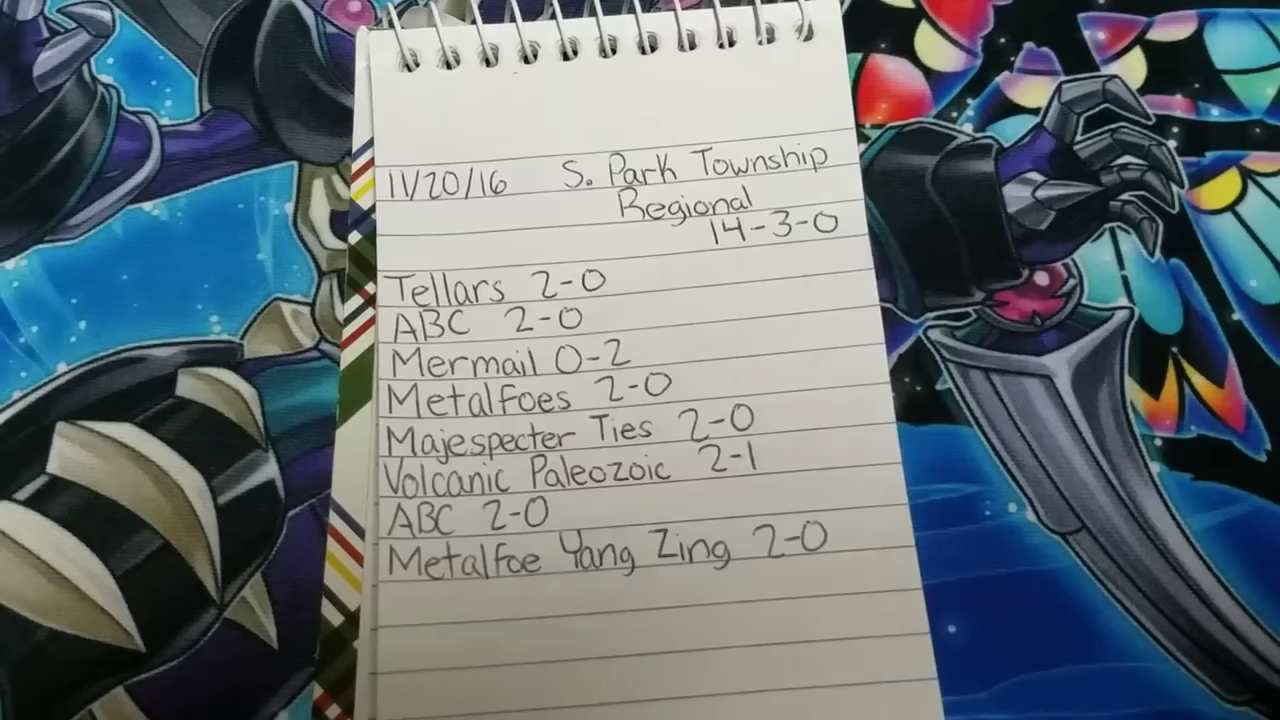 11/20/16 S. Park Township
Regional
14-3-0
Tellars 2-0
ABC 2-0
Mermail 0-2
Metalfoes 2-0
Majespecter Ties 2-0
Volcanic Paleozoic 2-1
ABC 2-0
Metalfoe Yang Zing 2-0